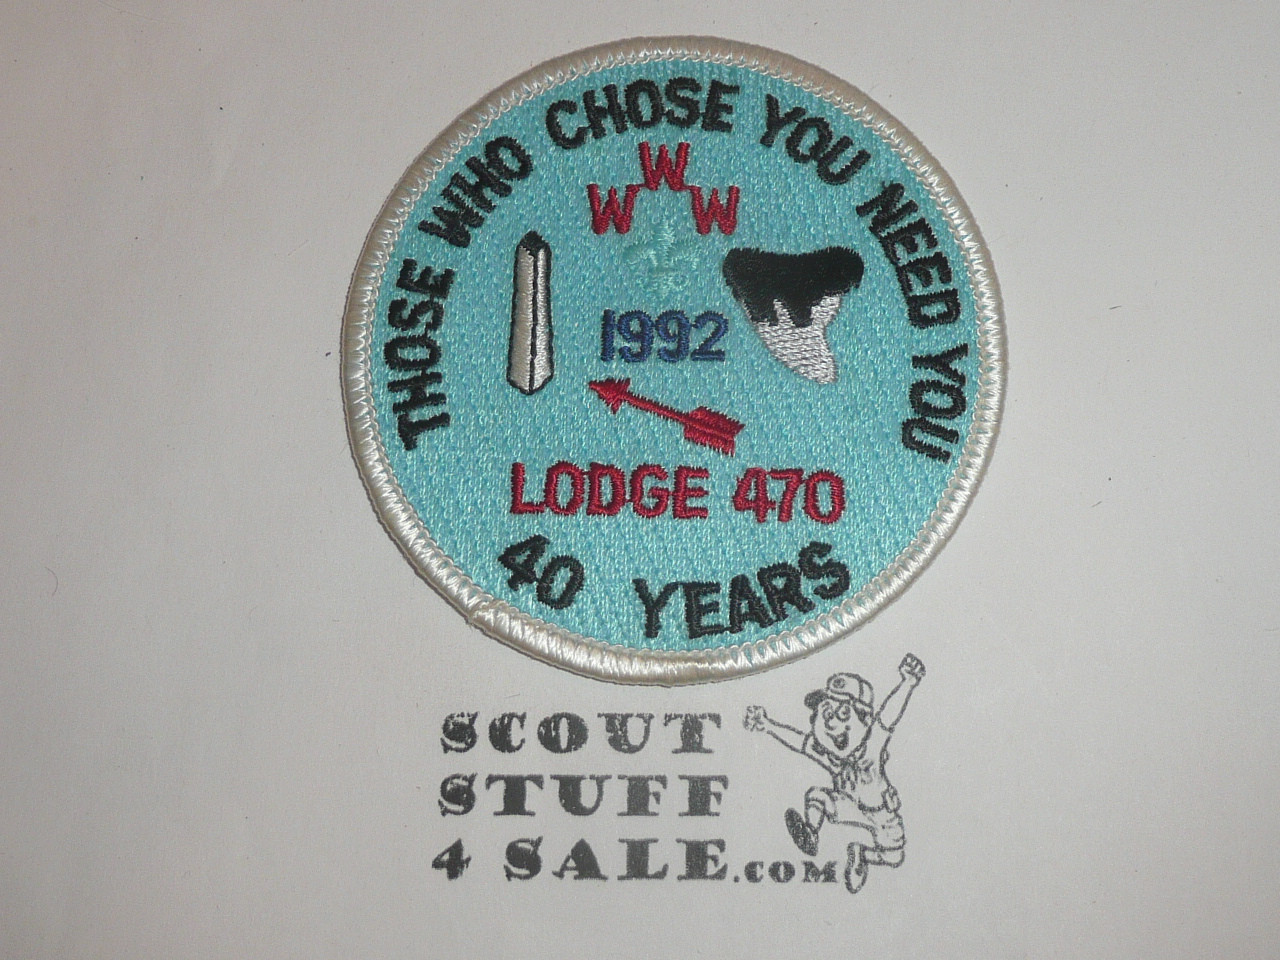 THOSE WHO CHOSE YOU NEED YOU
WWW
1992
LODGE 470
40 YEARS
SCOUT
STUFF
4 SALE.COM